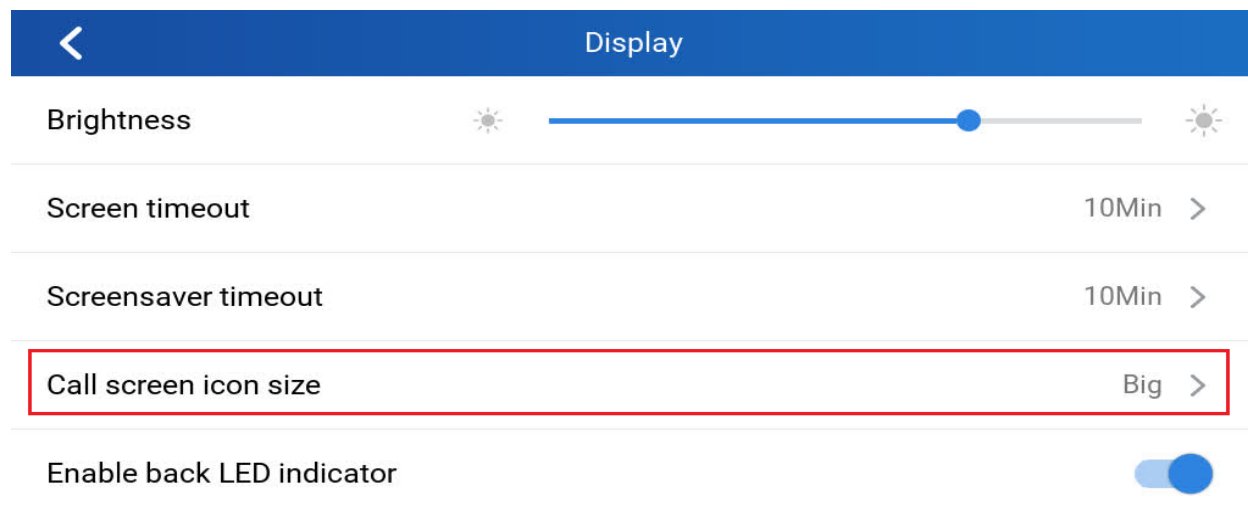 Display
Brightness
Screen timeout 10Min
Screensaver timeout 10Min
Call screen icon size Big
Enable back LED indicator